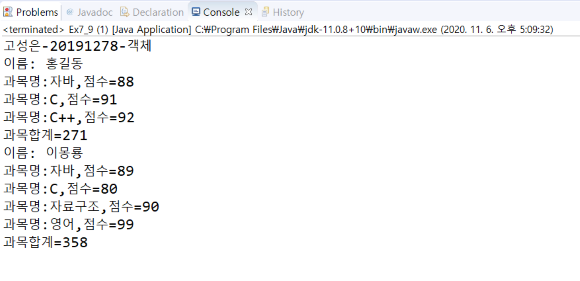 Problems @ Javadoc Declaration Console History
<terminated> Ex7_9 (1) [Java Application] C:₩Program Files₩Java₩jdk-11.0.8+10₩bin₩javaw.exe (2020. 11. 6. 오후 5:09:32)
고성은-20191278-객체
이름: 홍길동
과목명:자바,점수=88
과목명:C,점수=91
과목명:C++,점수=92
과목합계=271
이름: 이몽룡
과목명:자바,점수=89
과목명:C,점수=80
과목명:자료구조,점수=90
과목명:영어,점수=99
과목합계=358